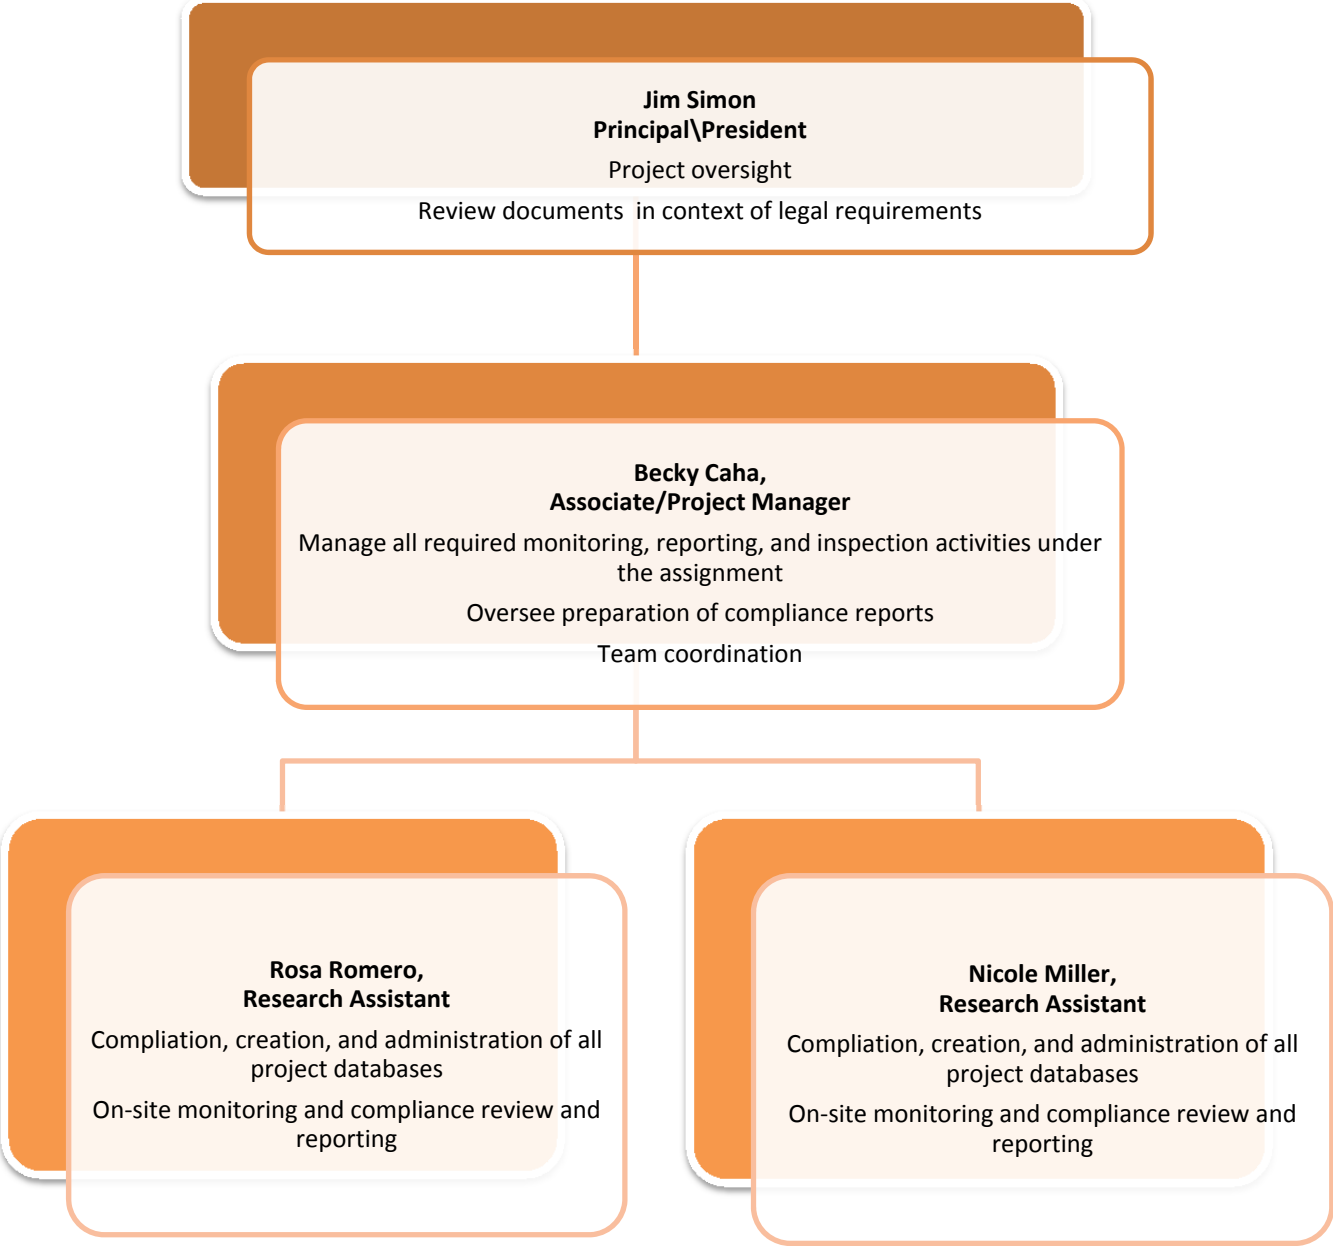 Jim Simon
Principal\President
Project oversight
Review documents  in context of legal requirements
Becky Caha,
Associate/Project Manager
Manage all required monitoring, reporting, and inspection activities under
the assignment
Oversee preparation of compliance reports
Team coordination
Rosa Romero,
Research Assistant
Compliation, creation, and administration of all
project databases
On-site monitoring and compliance review and
reporting
Nicole Miller,
Research Assistant
Compliation, creation, and administration of all
project databases
On-site monitoring and compliance review and
reporting